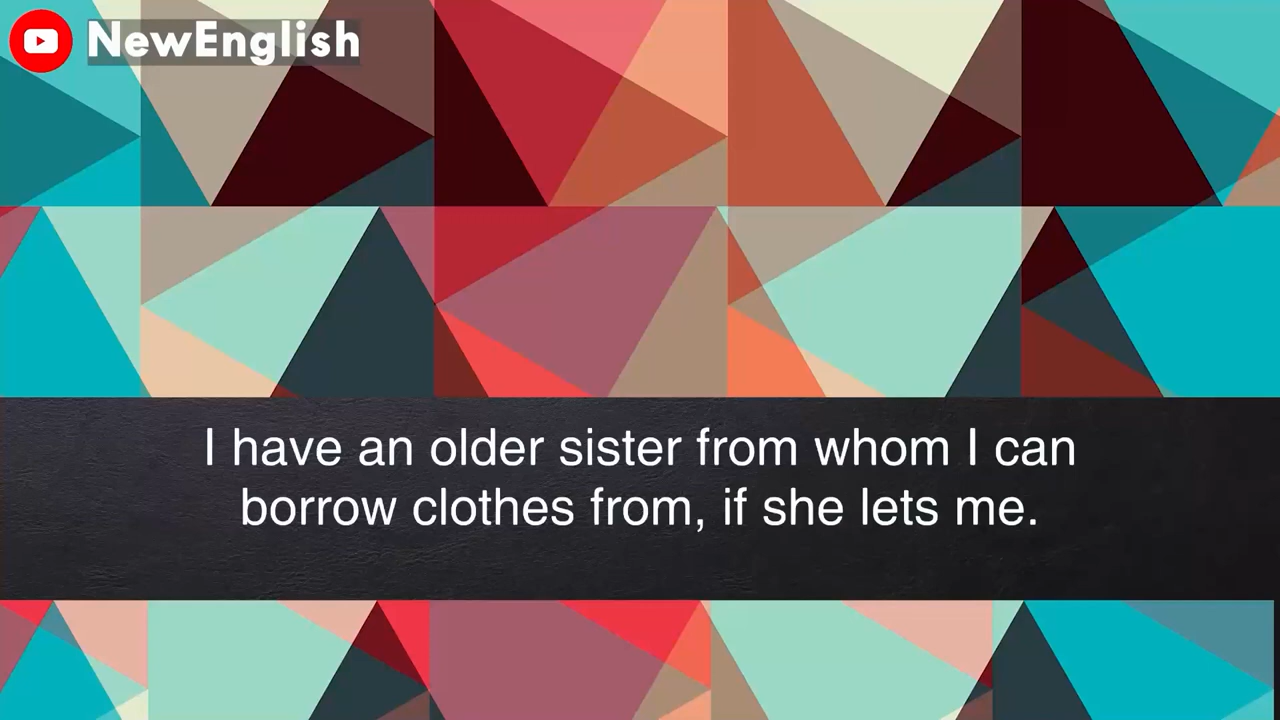 NewEnglish
I have an older sister from whom I can
borrow clothes from, if she lets me.